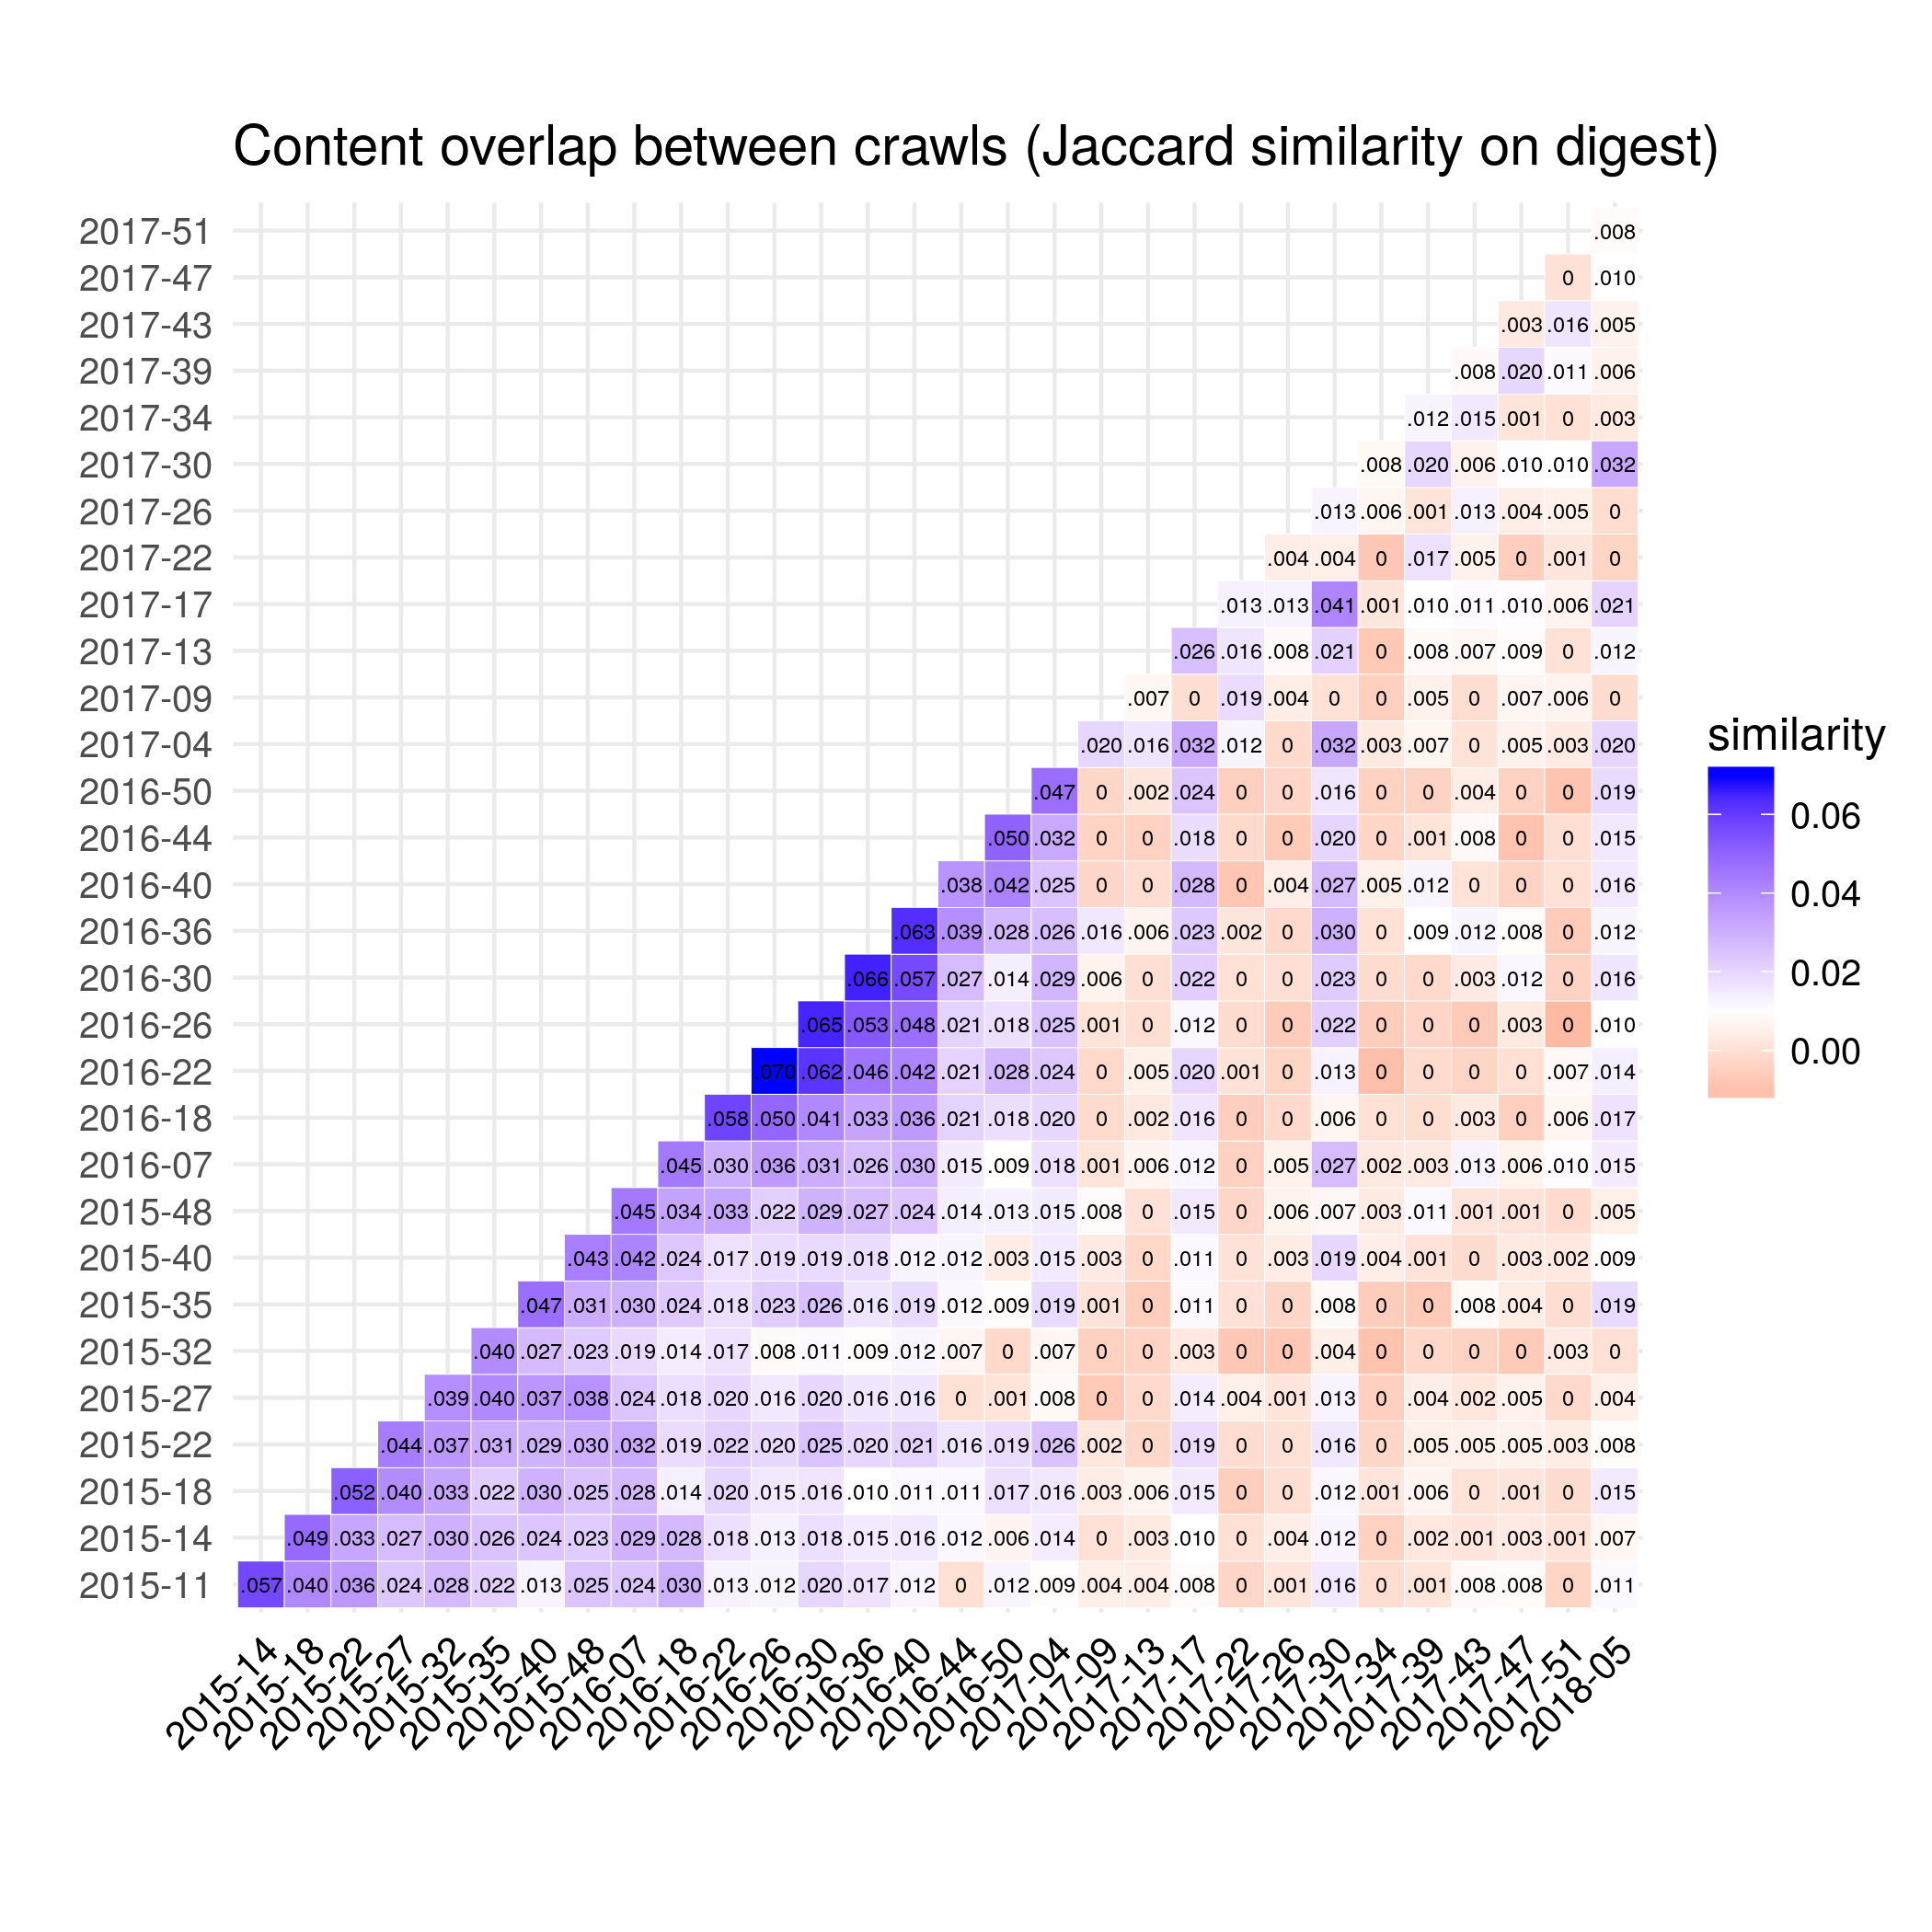 Content overlap between crawls (Jaccard similarity on digest)
2017-51 .008
2017-47 0 .010
2017-43 .003 .016 .005
2017-39 .008 .020 .011 .006
2017-34 .012 .015 .001 0 .003
2017-30 .008 .020 .006 .010 .010 .032
2017-26 .013 .006 .001 .013 .004 .005 0
2017-22 .004 .004 0 .017 .005 0 .001 0
2017-17 .013 .013 .041 .001 .010 .011 .010 .006 .021
2017-13 .026 .016 .008 .021 0 .008 .007 .009 0 .012
2017-09 .007 0 .019 .004 0 0 .005 0 .007 .006 0
2017-04 .020 .016 .032 .012 0 .032 .003 .007 0 .005 .003 .020
2016-50 .047 0 .002 .024 0 0 .016 0 0 .004 0 0 .019
2016-44 .050 .032 0 0 .018 0 0 .020 0 .001 .008 0 0 .015
2016-40 .038 .042 .025 0 0 .028 0 .004 .027 .005 .012 0 0 0 .016
2016-36 .063 .039 .028 .026 .016 .006 .023 .002 0 .030 0 .009 .012 .008 0 .012
2016-30 .066 .057 .027 .014 .029 .006 0 .022 0 0 .023 0 0 .003 .012 0 .016
2016-26 .065 .053 .048 .021 .018 .025 .001 0 .012 0 0 .022 0 0 0 .003 0 .010
2016-22 .070 .062 .046 .042 .021 .028 .024 0 .005 .020 .001 0 .013 0 0 0 0 .007 .014
2016-18 .058 .050 .041 .033 .036 .021 .018 .020 0 .002 .016 0 0 .006 0 0 .003 0 .006 .017
2016-07 .045 .030 .036 .031 .026 .030 .015 .009 .018 .001 .006 .012 0 .005 .027 .002 .003 .013 .006 .010 .015
2015-48 .045 .034 .033 .022 .029 .027 .024 .014 .013 .015 .008 0 .015 0 .006 .007 .003 .011 .001 .001 0 .005
2015-40 .043 .042 .024 .017 .019 .019 .018 .012 .012 .003 .015 .003 0 .011 0 .003 .019 .004 .001 0 .003 .002 .009
2015-35 .047 .031 .030 .024 .018 .023 .026 .016 .019 .012 .009 .019 .001 0 .011 0 0 .008 0 0 .008 .004 0 .019
2015-32 .040 .027 .023 .019 .014 .017 .008 .011 .009 .012 .007 0 .007 0 0 .003 0 0 .004 0 0 0 0 .003 0
2015-27 .039 .040 .037 .038 .024 .018 .020 .016 .020 .016 .016 0 .001 .008 0 0 .014 .004 .001 .013 0 .004 .002 .005 0 .004
2015-22 .044 .037 .031 .029 .030 .032 .019 .022 .020 .025 .020 .021 .016 .019 .026 .002 0 .019 0 0 .016 0 .005 .005 .005 .003 .008
2015-18 .052 .040 .033 .022 .030 .025 .028 .014 .020 .015 .016 .010 .011 .011 .017 .016 .003 .006 .015 0 0 .012 .001 .006 0 .001 0 .015
2015-14 .049 .033 .027 .030 .026 .024 .023 .029 .028 .018 .013 .018 .015 .016 .012 .006 .014 0 .003 .010 0 .004 .012 0 .002 .001 .003 .001 .007
2015-11 .057 .040 .036 .024 .028 .022 .013 .025 .024 .030 .013 .012 .020 .017 .012 0 .012 .009 .004 .004 .008 0 .001 .016 0 .001 .008 .008 0 .011
2015-14 2015-18 2015-22 2015-27 2015-32 2015-35 2015-40 2015-48 2016-07 2016-18 2016-22 2016-26 2016-30 2016-36 2016-40 2016-44 2016-50 2017-04 2017-09 2017-13 2017-17 2017-22 2017-26 2017-30 2017-34 2017-39 2017-43 2017-47 2017-51 2018-05
similarity
0.06
0.04
0.02
0.00